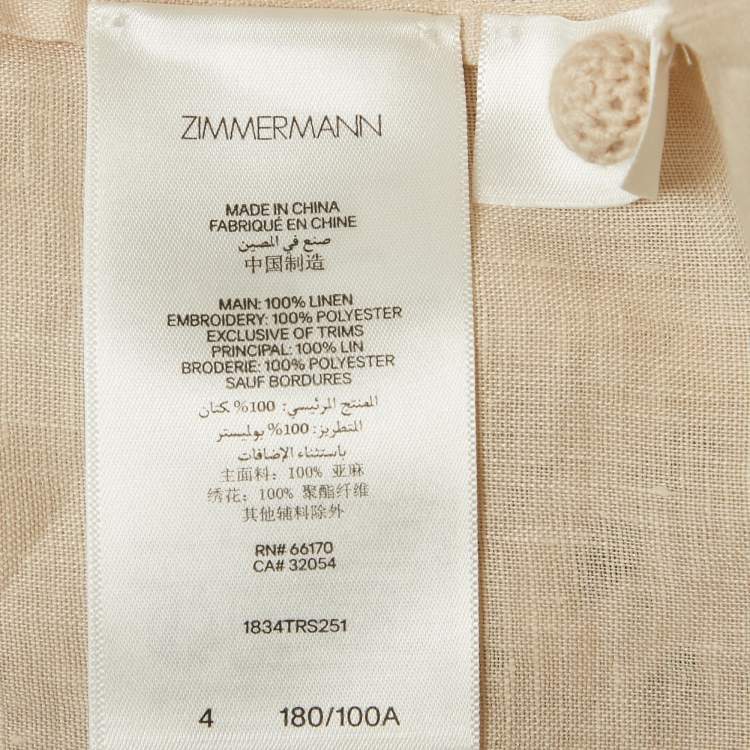 ZIMMERMANN
MADE IN CHINA
FABRIQUÉ EN CHINE
صنع في الصين
中国制造
MAIN: 100% LINEN
EMBROIDERY: 100% POLYESTER
EXCLUSIVE OF TRIMS
PRINCIPAL: 100% LIN
BRODERIE: 100% POLYESTER
SAUF BORDURES
المنتج الرئيسي: 100% كتان
التطريز: 100% بوليستر
باستثناء الإضافات
主面料: 100% 亚麻
绣花: 100% 聚酯纤维
其他辅料除外
RN# 66170
CA# 32054
1834TRS251
4 180/100A